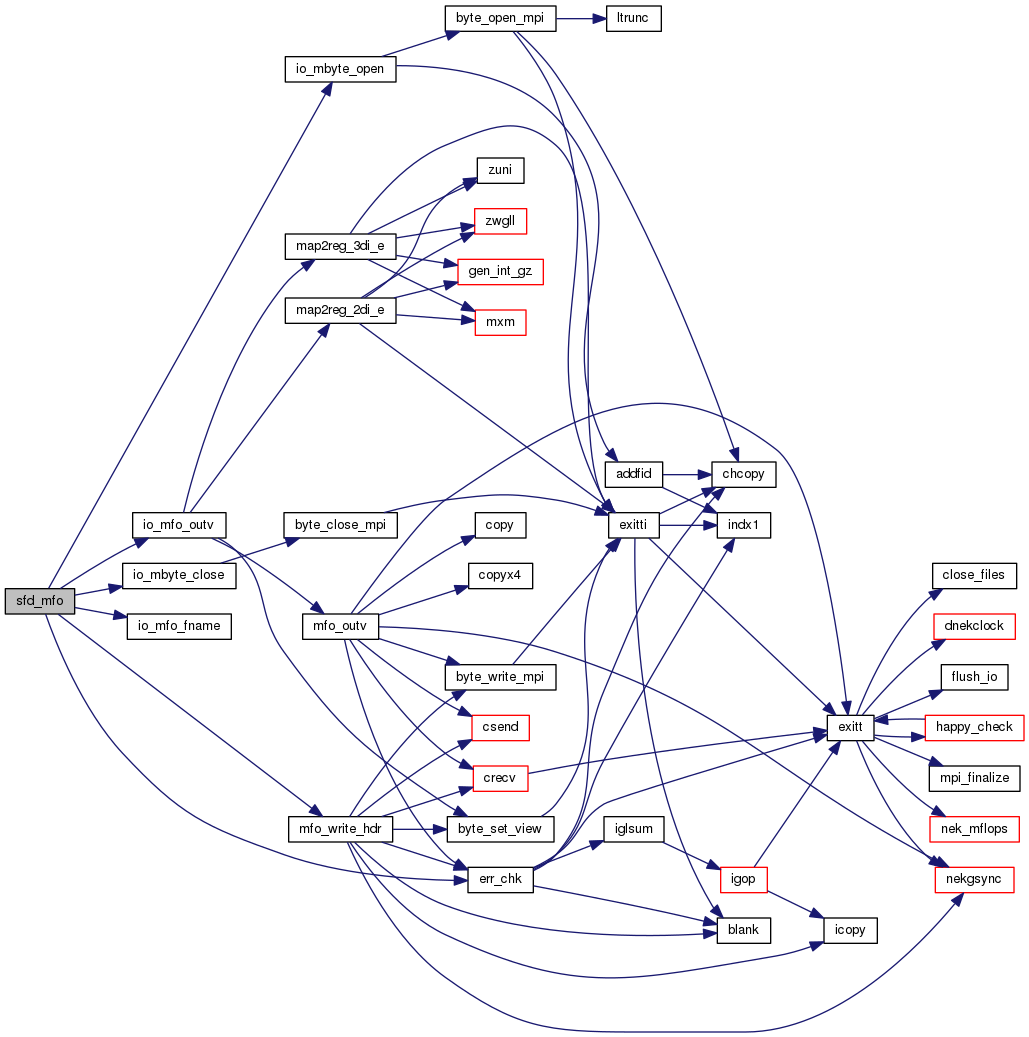 byte_open_mpi
ltrunc
io_mbyte_open
zuni
zwgll
map2reg_3di_e
gen_int_gz
map2reg_2di_e
mxm
addfid
chcopy
io_mfo_outv
byte_close_mpi
copy
exitti
indx1
io_mbyte_close
copyx4
close_files
sfd_mfo
io_mfo_fname
mfo_outv
dnekclock
byte_write_mpi
flush_io
csend
exitt
happy_check
crecv
mpi_finalize
mfo_write_hdr
byte_set_view
iglsum
nek_mflops
err_chk
igop
nekgsync
blank
icopy